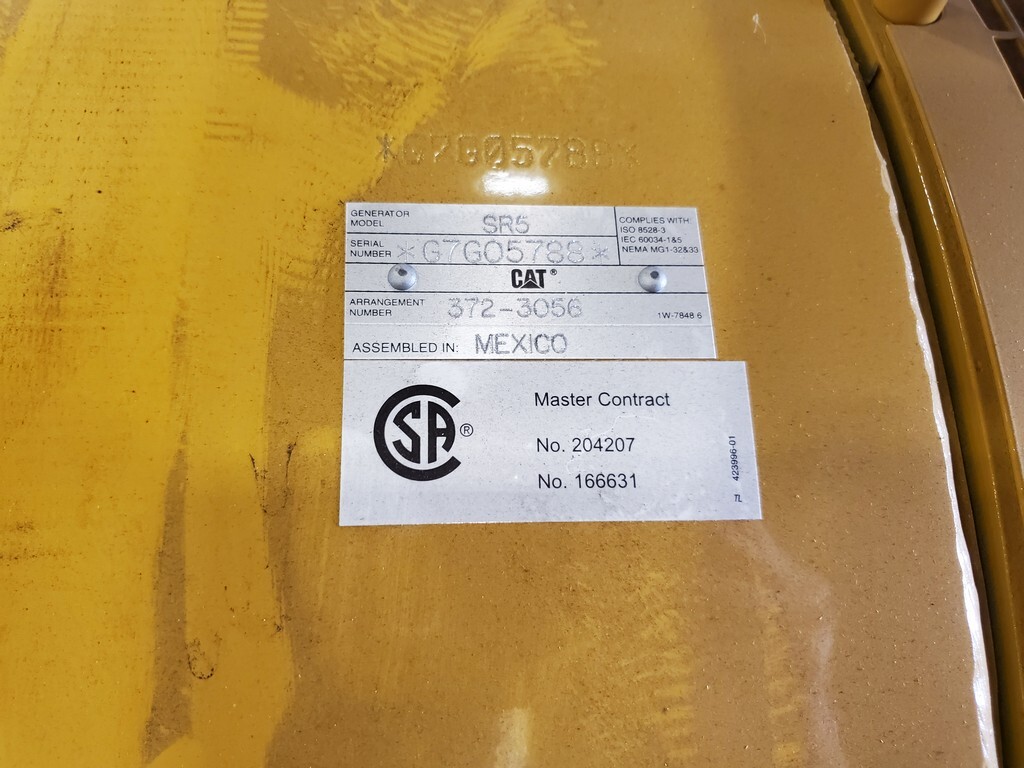 *G7G05788*
GENERATOR MODEL SR5
SERIAL NUMBER *G7G05788*
COMPLIES WITH
ISO 8528-3
IEC 60034-1&5
NEMA MG1-32&33
CAT®
ARRANGEMENT NUMBER 372-3056
1W-7848 6
ASSEMBLED IN: MEXICO
CSA®
Master Contract
No. 204207
No. 166631
TL 423996-01